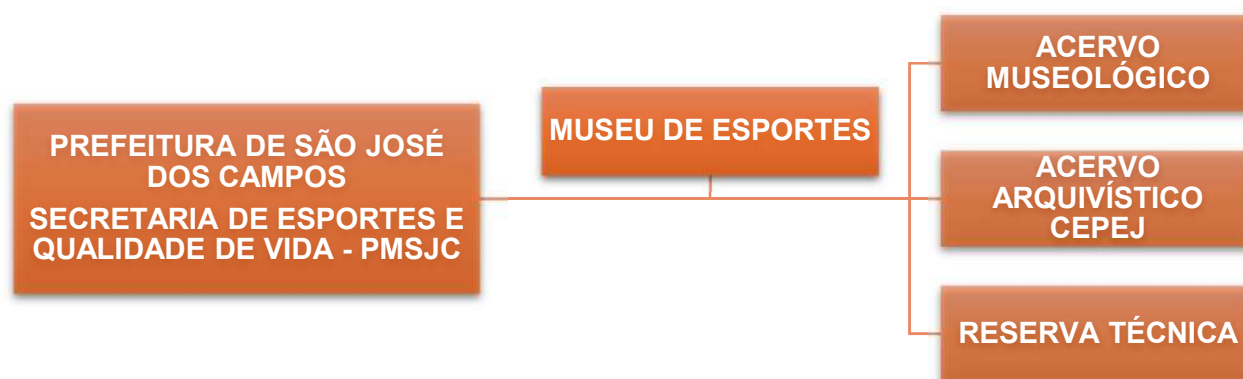 PREFEITURA DE SÃO JOSÉ
DOS CAMPOS
SECRETARIA DE ESPORTES E
QUALIDADE DE VIDA - PMSJC
MUSEU DE ESPORTES
ACERVO
MUSEOLÓGICO
ACERVO
ARQUIVÍSTICO
CEPEJ
RESERVA TÉCNICA